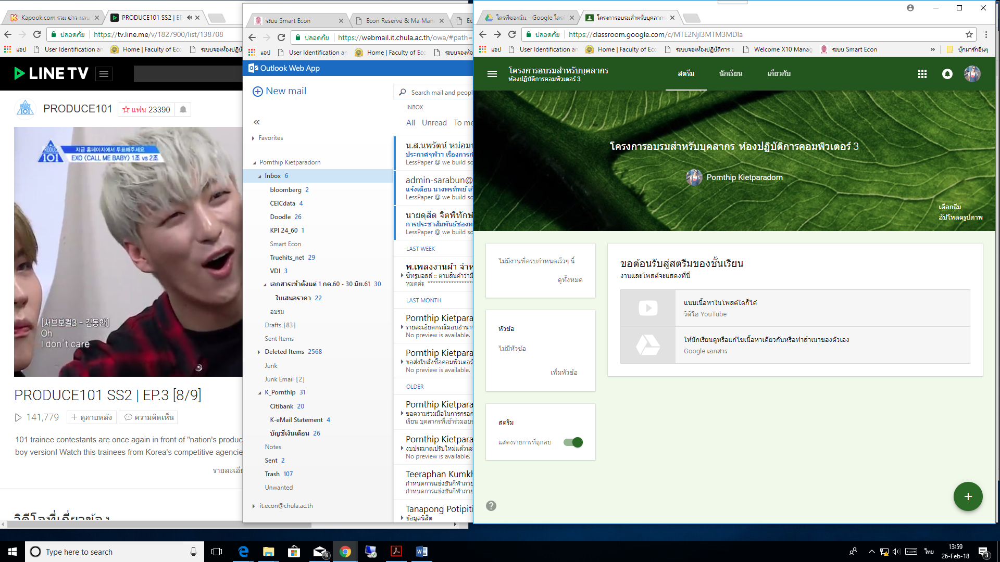 Kapook.com รวม ข่าว ผลบ
PRODUCE101 SS2 | EP
ปลอดภัย
https://tv.line.me/v/1827900/list/138708
แอป
User Identification an
Home | Faculty of Eco
ระบบจองห้องปฏิบั
LINE TV
PRODUCE101
แฟน 23390
PRODUCE 101
지금 홈페이지에서 투표해주세요
EXO 〈CALL ME BABY〉 1조 vs 2조
[서브보컬3 - 김동한]
Oh
I don't care
PRODUCE101 SS2 | EP.3 [8/9]
141,779
ดูภายหลัง
ความคิดเห็น
101 trainee contestants are once again in front of "nation's produc
boy version! Watch this trainees from Korea's competitive agencie
รายละเอีย
วิดีโอที่เกี่ยวข้อง
ระบบ Smart Econ
Econ Reserve & Ma Man
Ec
ปลอดภัย
https://webmail.it.chula.ac.th/owa/#path=
แอป
User Identification an
Home | Faculty of Eco
ระบบจองห้อง
Outlook Web App
New mail
Favorites
Pornthip Kietparadorn
Inbox 6
bloomberg 2
CEICdata 4
Doodle 26
KPI 24_60 1
Smart Econ
Truehits_net 29
VDI 3
เอกสารเข้าตั้งแต่ 1 กค.60 - 30 มิย.61 30
ใบเสนอราคา 22
อบรม
Drafts [83]
Sent Items
Deleted Items 2568
Junk
Junk Email [2]
K_Pornthip 31
Citibank 20
K-eMail Statement 4
บัญชีเงินเดือน 26
Notes
Sent 2
Trash 107
Unwanted
it.econ@chula.ac.th
Search mail and peopl
INBOX
All Unread To me
น.ส.นพรัตน์ หม่อม
ประกาศจุฬาฯ เรื่องการกำ
LessPaper @ we build so
admin-sarabun@
แจ้งเตือน นางพรทิพย์ เกี
LessPaper @ we build so
นายดุสิต จิตพิทักษ์
การประชาสัมพันธ์ช่องท
LessPaper @ we build so
LAST WEEK
พ.เพลงงานผ้า จำห
ซีทรูมอลล์ :: ตามสินค้าว่ามี
หมดค่ะ ******************
LAST MONTH
Pornthip Kietpara
รายละเอียดกรณีมอบอำนา
No preview is available.
Pornthip Kietpara
ขอส่งใบสั่งซื้อคอมพิวเตอร์
No preview is available.
OLDER
Pornthip Kietpara
ขอความร่วมมือในการกรอก
เรียน บุคลากรที่เข้าร่วมอบร
Pornthip Kietpara
งบประมาณปรับใหม่แล้วนะ
No preview is available.
Teeraphan Kumkh
กำหนดการแข่งขันกีฬาภาย
กำหนดการแข่งขันกีฬาภาย
Tanapong Potipiti
ข้อมูลนิสิต
ไดรฟ์ของฉัน - Google ไดรฟ์
โครงการอบรมสำหรับบุคลากร
ปลอดภัย
https://classroom.google.com/c/MTE2NjI3MTM3MDIa
แอป
User Identification an
Home | Faculty of Eco
ระบบจองห้องปฏิบัติการ
Welcome X10 Manag
ระบบ Smart Econ
»
บุ๊กมาร์กอื่นๆ
โครงการอบรมสำหรับบุคลากร
ห้องปฏิบัติการคอมพิวเตอร์ 3
สตรีม
นักเรียน
เกี่ยวกับ
โครงการอบรมสำหรับบุคลากร ห้องปฏิบัติการคอมพิวเตอร์ 3
Pornthip Kietparadorn
เลือกธีม
อัปโหลดรูปภาพ
ไม่มีงานที่ครบกำหนดเร็วๆ นี้
ดูทั้งหมด
หัวข้อ
ไม่มีหัวข้อ
เพิ่มหัวข้อ
สตรีม
แสดงรายการที่ถูกลบ
ขอต้อนรับสู่สตรีมของชั้นเรียน
งานและโพสต์จะแสดงที่นี่
แนบเนื้อหาในโพสต์ใดก็ได้
วิดีโอ YouTube
ให้นักเรียนดูหรือแก้ไขเนื้อหาเดียวกันหรือทำสำเนาของตัวเอง
Google เอกสาร
Type here to search
3
ไทย
13:59
26-Feb-18
3